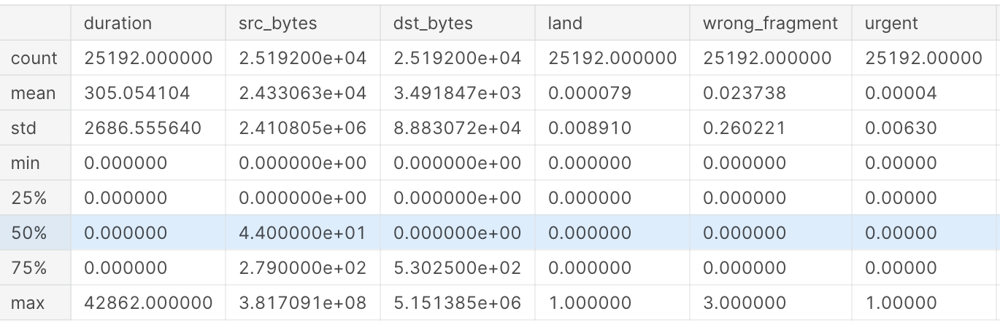 duration src_bytes dst_bytes land wrong_fragment urgent
count 25192.000000 2.519200e+04 2.519200e+04 25192.000000 25192.000000 25192.00000
mean 305.054104 2.433063e+04 3.491847e+03 0.000079 0.023738 0.00004
std 2686.555640 2.410805e+06 8.883072e+04 0.008910 0.260221 0.00630
min 0.000000 0.000000e+00 0.000000e+00 0.000000 0.000000 0.00000
25% 0.000000 0.000000e+00 0.000000e+00 0.000000 0.000000 0.00000
50% 0.000000 4.400000e+01 0.000000e+00 0.000000 0.000000 0.00000
75% 0.000000 2.790000e+02 5.302500e+02 0.000000 0.000000 0.00000
max 42862.000000 3.817091e+08 5.151385e+06 1.000000 3.000000 1.00000